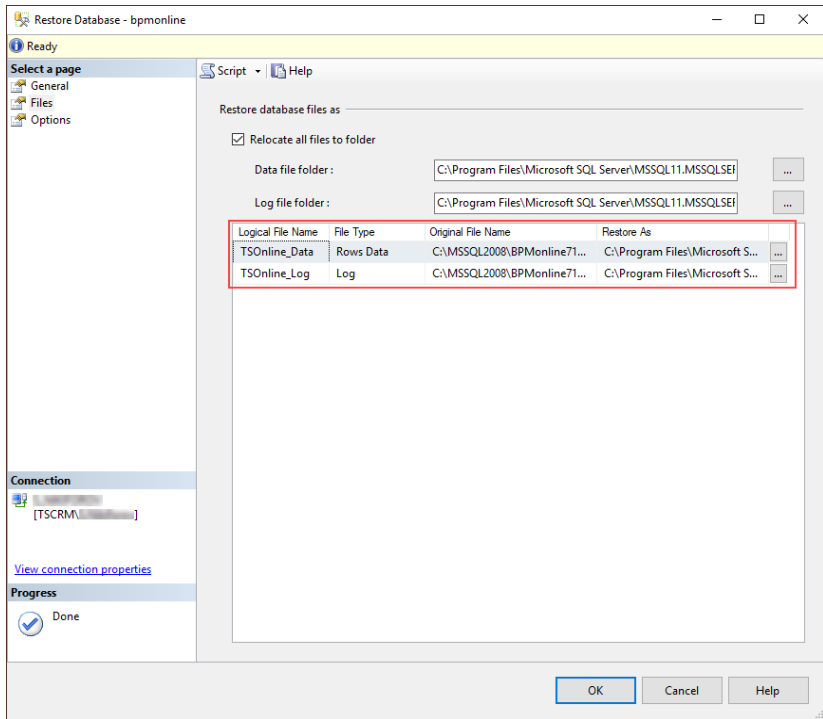 Restore Database - bpmonline
Ready
Select a page
General
Files
Options
Script
Help
Restore database files as
Relocate all files to folder
Data file folder :
C:\Program Files\Microsoft SQL Server\MSSQL11.MSSQLSEF
...
Log file folder :
C:\Program Files\Microsoft SQL Server\MSSQL11.MSSQLSEF
...
Logical File Name File Type Original File Name Restore As
TSOnline_Data Rows Data C:\MSSQL2008\BPMonline71... C:\Program Files\Microsoft S... ...
TSOnline_Log Log C:\MSSQL2008\BPMonline71... C:\Program Files\Microsoft S... ...
Connection
[TSCRM\ ]
View connection properties
Progress
Done
OK Cancel Help